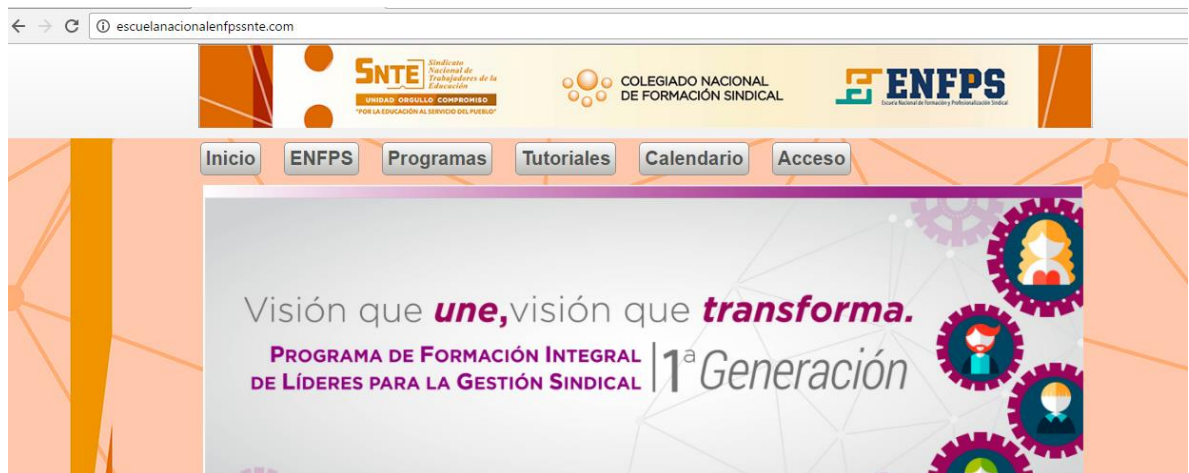 escuelanacionalenfpssnte.com
SNTE
Sindicato
Nacional de
Trabajadores de la
Educación
UNIDAD ORGULLO COMPROMISO
"POR LA EDUCACIÓN AL SERVICIO DEL PUEBLO"
COLEGIADO NACIONAL
DE FORMACIÓN SINDICAL
ENFPS
Escuela Nacional de Formación y Profesionalización Sindical
Inicio ENFPS Programas Tutoriales Calendario Acceso
Visión que une, visión que transforma.
PROGRAMA DE FORMACIÓN INTEGRAL
DE LÍDERES PARA LA GESTIÓN SINDICAL
1ª Generación